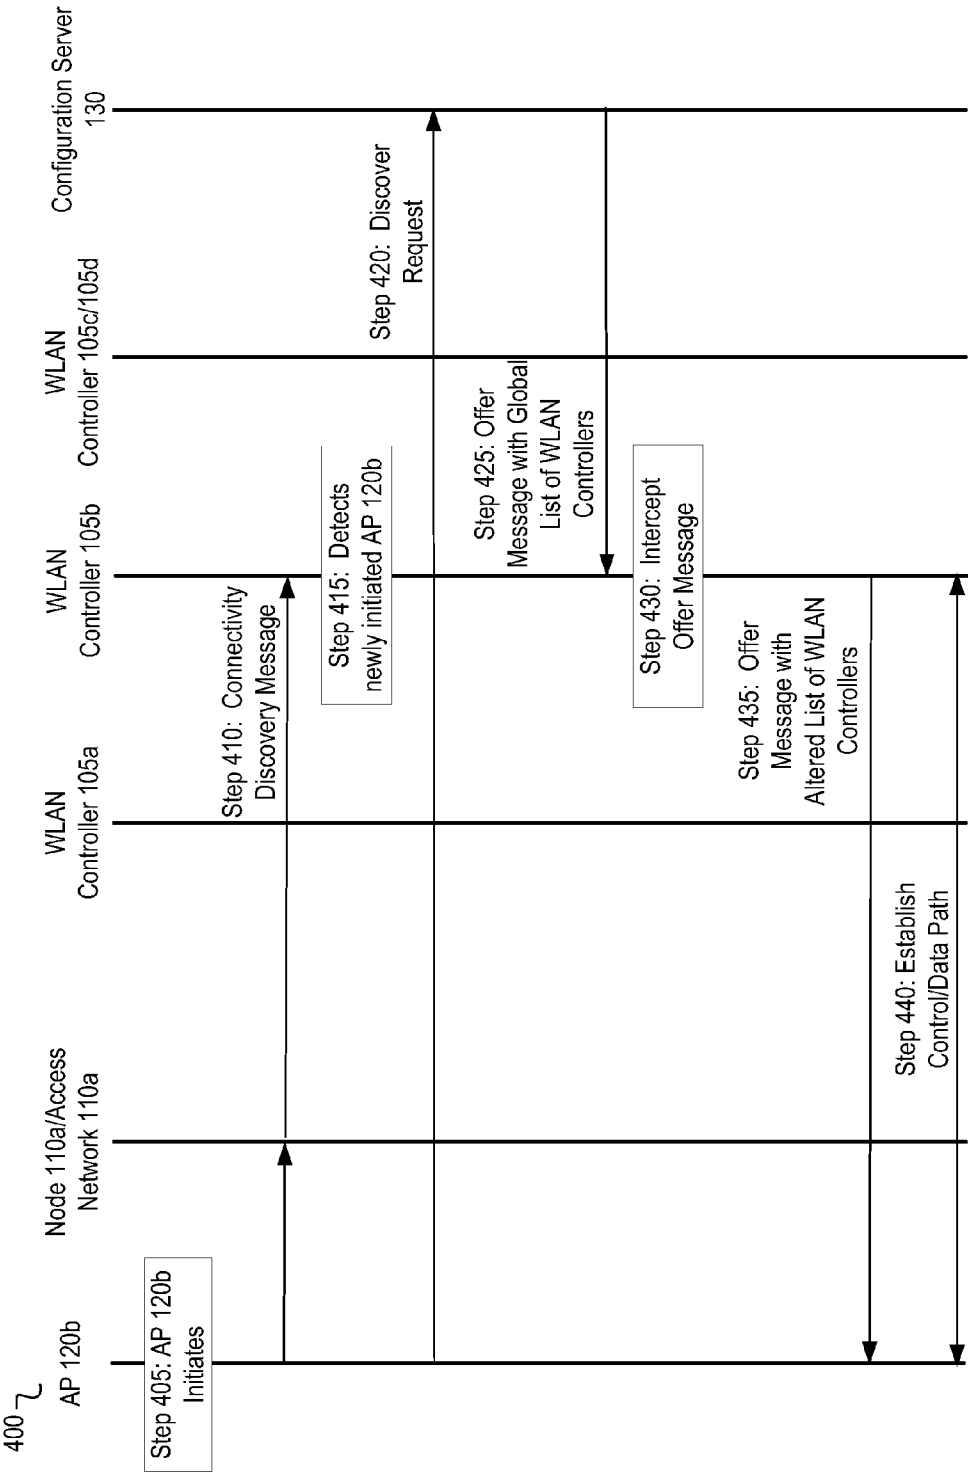 400
AP 120b
Node 110a/Access
Network 110a
WLAN
Controller 105a
WLAN
Controller 105b
WLAN
Controller 105c/105d
Configuration Server
130
Step 405: AP 120b
Initiates
Step 410: Connectivity
Discovery Message
Step 415: Detects
newly initiated AP 120b
Step 420: Discover
Request
Step 425: Offer
Message with Global
List of WLAN
Controllers
Step 430: Intercept
Offer Message
Step 435: Offer
Message with
Altered List of WLAN
Controllers
Step 440: Establish
Control/Data Path